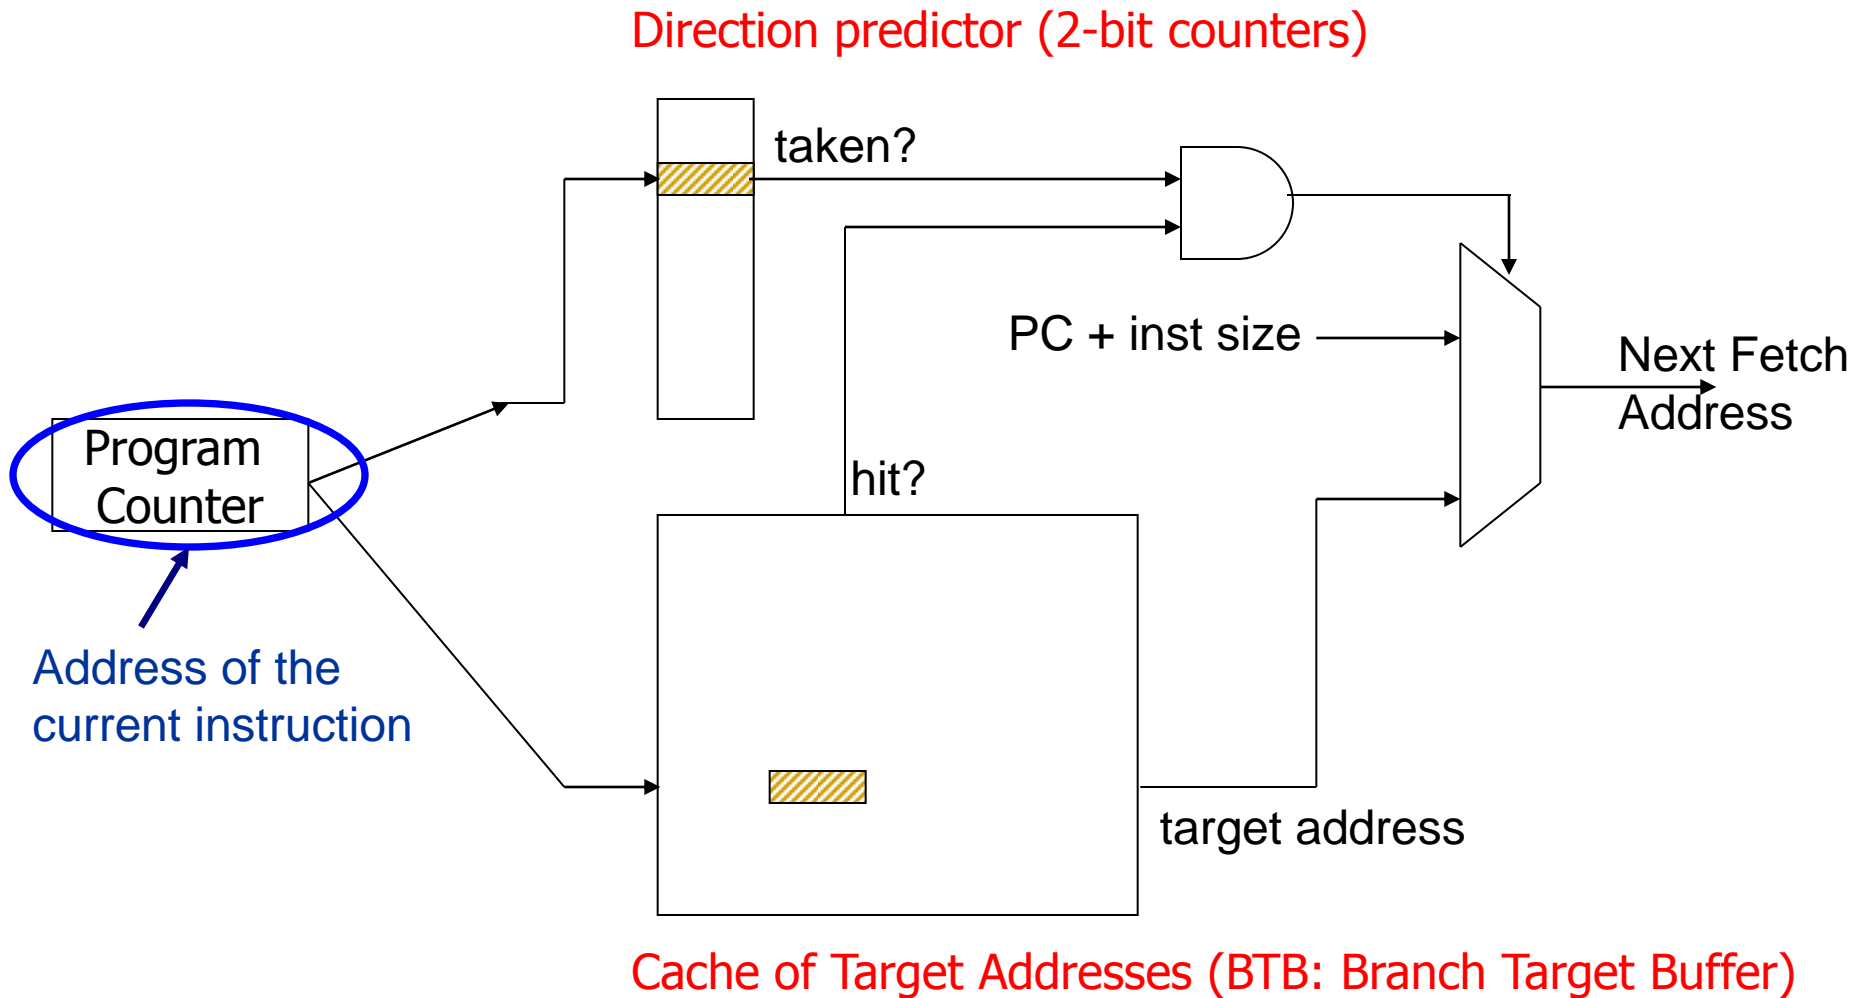 Direction predictor (2-bit counters)
taken?
PC + inst size
Next Fetch
Address
Program
Counter
hit?
Address of the
current instruction
target address
Cache of Target Addresses (BTB: Branch Target Buffer)